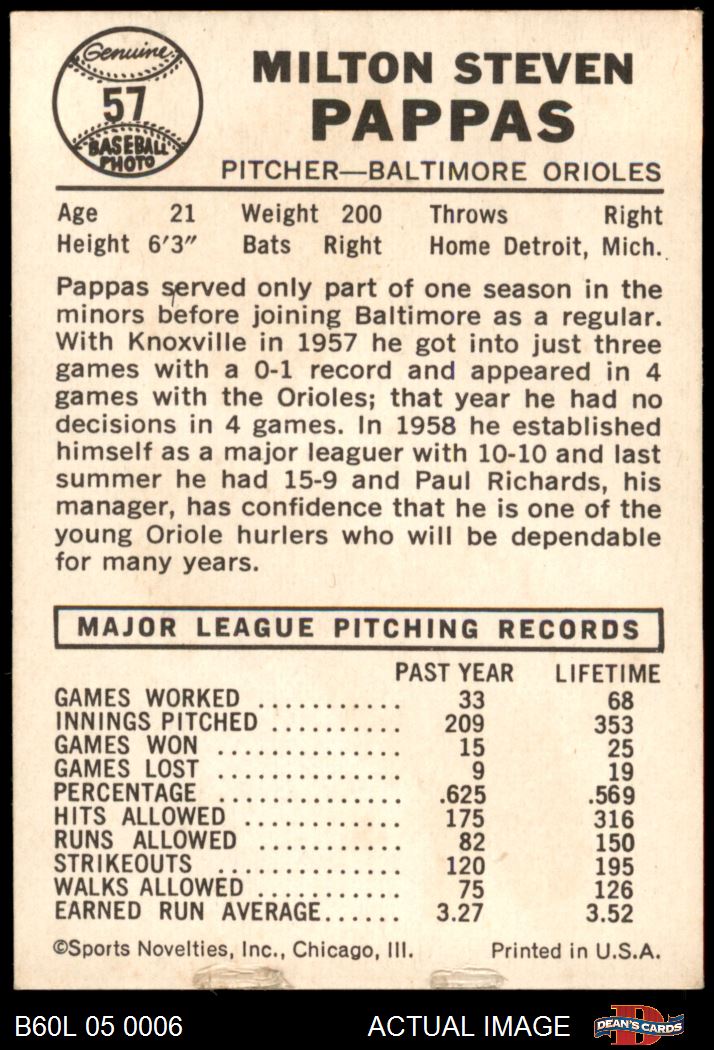 Genuine
57
BASEBALL
PHOTO
MILTON STEVEN
PAPPAS
PITCHER—BALTIMORE ORIOLES
Age 21 Weight 200 Throws Right
Height 6'3" Bats Right Home Detroit, Mich.
Pappas served only part of one season in the
minors before joining Baltimore as a regular.
With Knoxville in 1957 he got into just three
games with a 0-1 record and appeared in 4
games with the Orioles; that year he had no
decisions in 4 games. In 1958 he established
himself as a major leaguer with 10-10 and last
summer he had 15-9 and Paul Richards, his
manager, has confidence that he is one of the
young Oriole hurlers who will be dependable
for many years.
MAJOR LEAGUE PITCHING RECORDS
PAST YEAR LIFETIME
GAMES WORKED ........... 33 68
INNINGS PITCHED .......... 209 353
GAMES WON .............. 15 25
GAMES LOST .............. 9 19
PERCENTAGE .............. .625 .569
HITS ALLOWED ............ 175 316
RUNS ALLOWED ........... 82 150
STRIKEOUTS .............. 120 195
WALKS ALLOWED ........... 75 126
EARNED RUN AVERAGE...... 3.27 3.52
©Sports Novelties, Inc., Chicago, Ill. Printed in U.S.A.
B60L 05 0006 ACTUAL IMAGE DEAN'S CARDS